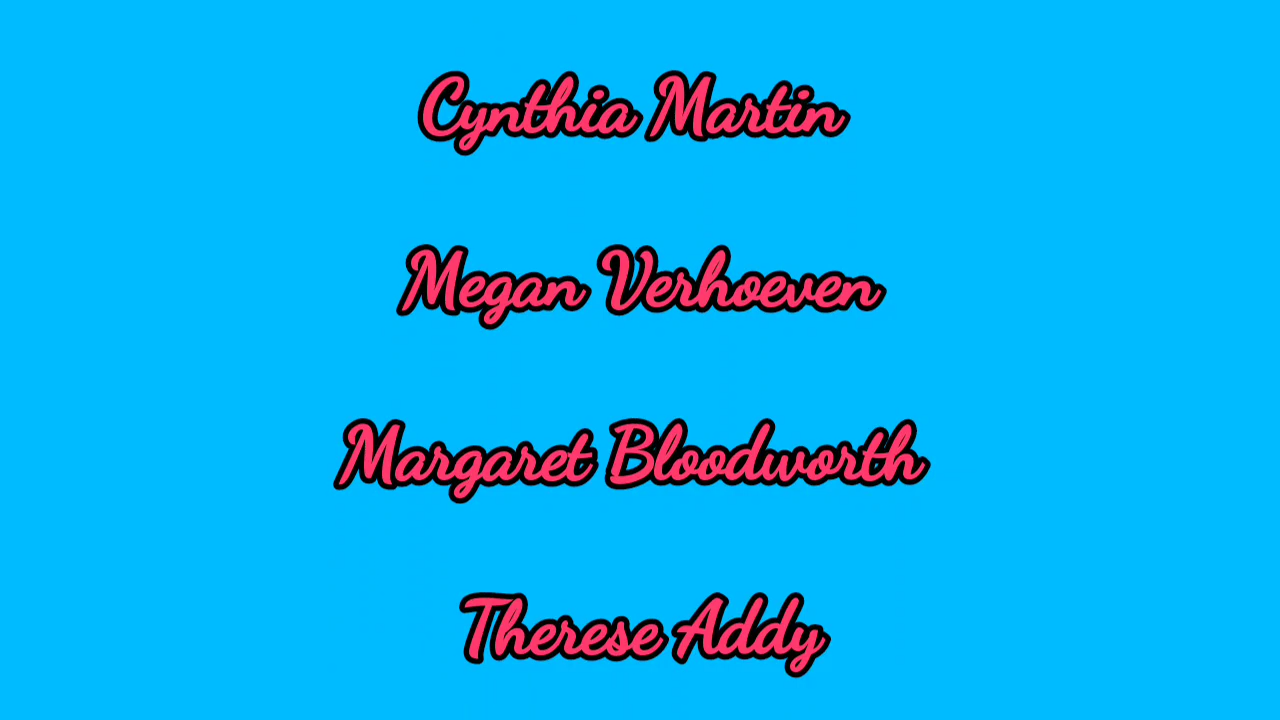 Cynthia Martin
Megan Verhoeven
Margaret Bloodworth
Therese Addy